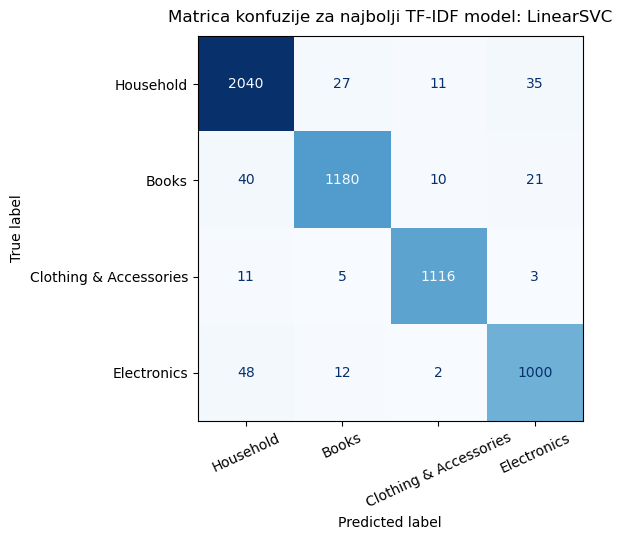 Matrica konfuzije za najbolji TF-IDF model: LinearSVC
Household 2040 27 11 35
Books 40 1180 10 21
Clothing & Accessories 11 5 1116 3
Electronics 48 12 2 1000
True label
Household Books Clothing & Accessories Electronics
Predicted label